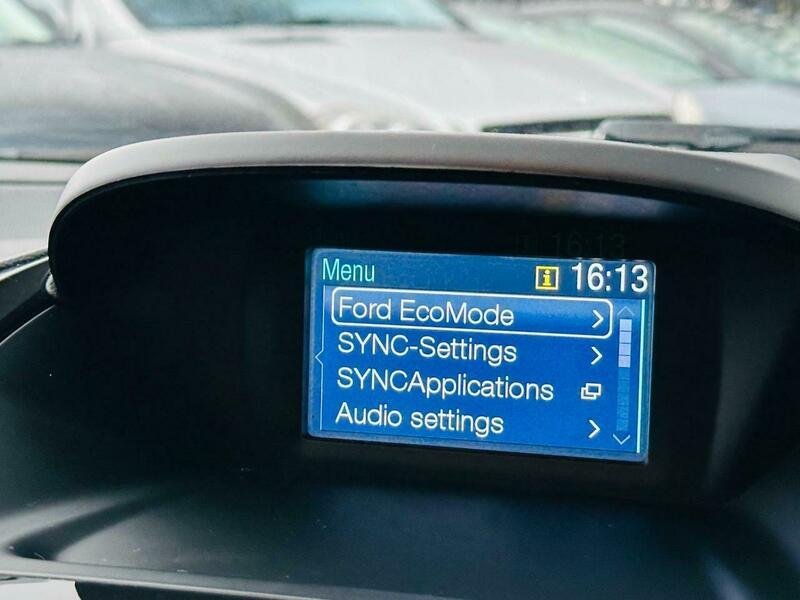 Menu 16:13
Ford EcoMode
SYNC-Settings
SYNCApplications
Audio settings